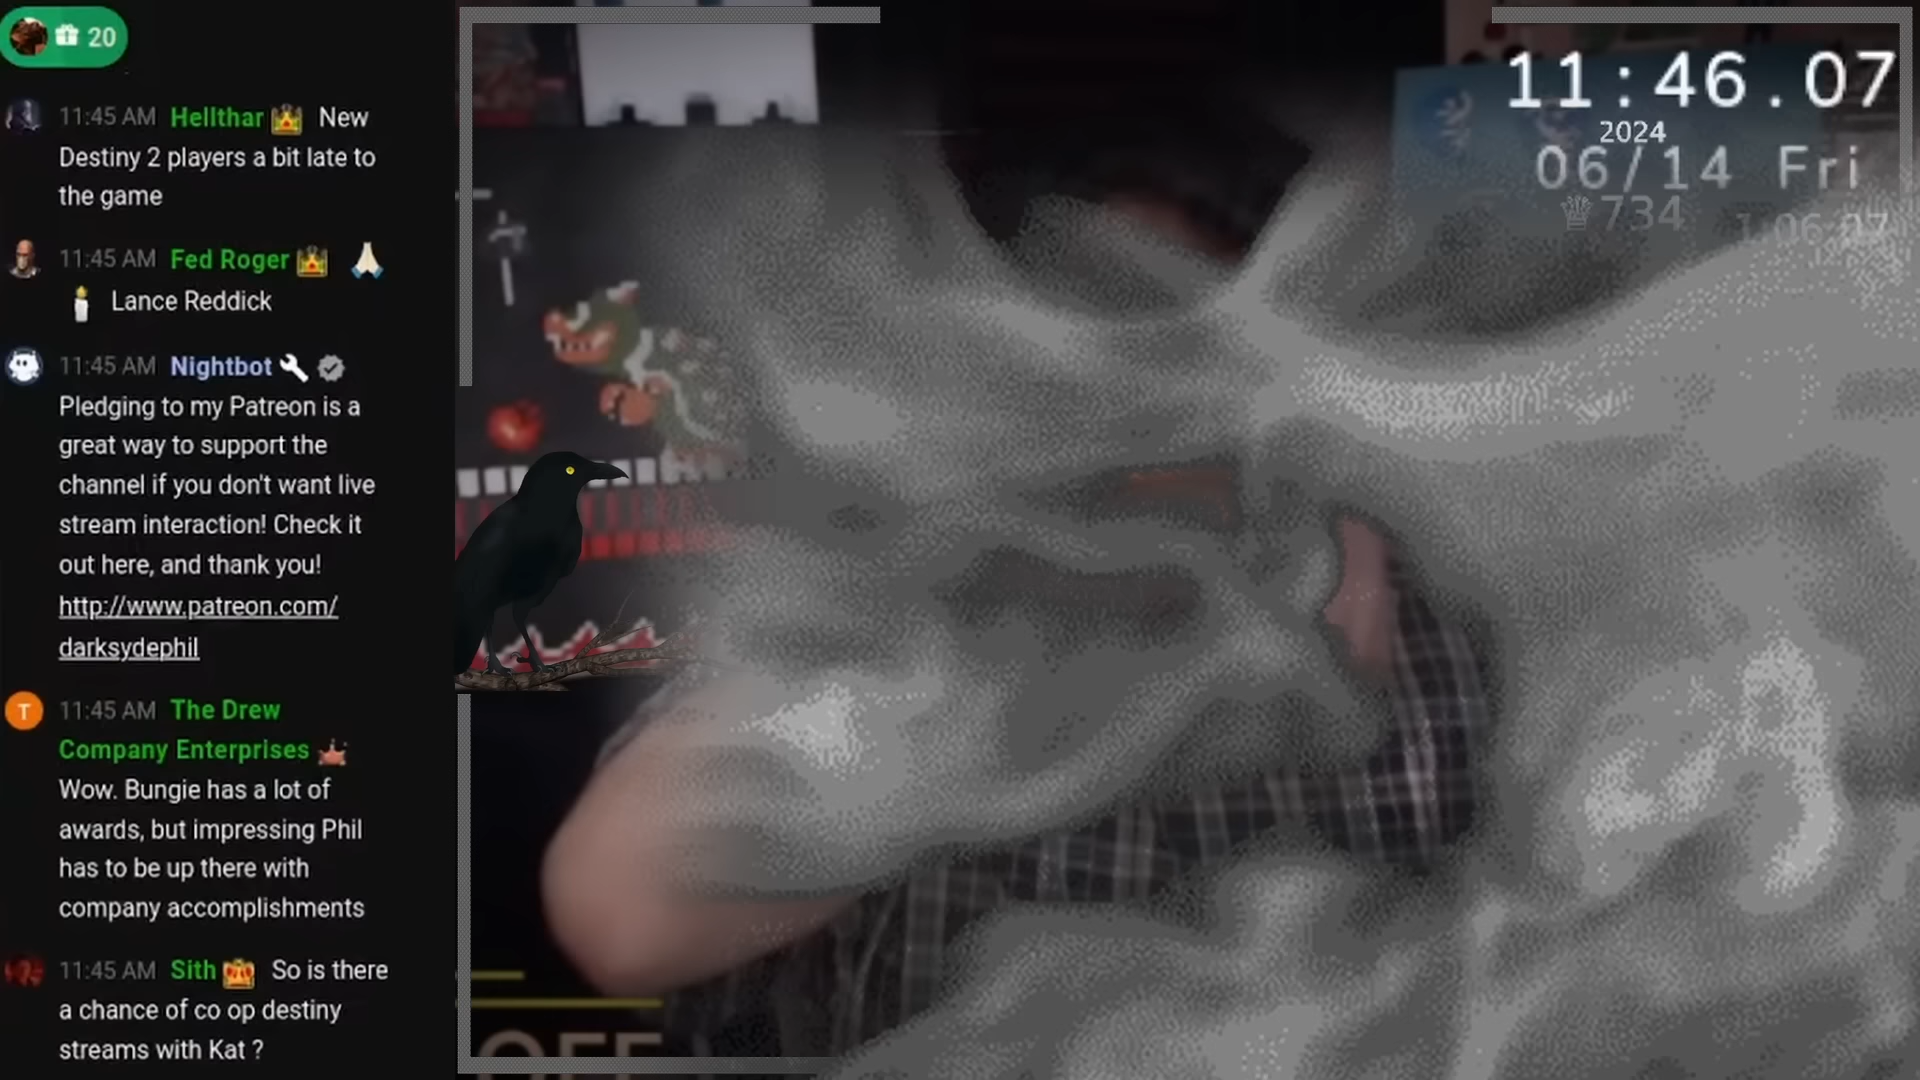 20
11:45 AM Hellthar New
Destiny 2 players a bit late to
the game
11:45 AM Fed Roger
Lance Reddick
11:45 AM Nightbot
Pledging to my Patreon is a
great way to support the
channel if you don't want live
stream interaction! Check it
out here, and thank you!
http://www.patreon.com/
darksydephil
T 11:45 AM The Drew
Company Enterprises
Wow. Bungie has a lot of
awards, but impressing Phil
has to be up there with
company accomplishments
11:45 AM Sith So is there
a chance of co op destiny
streams with Kat ?
11:46.07
2024
06/14 Fri
734 1:06:07
OFF